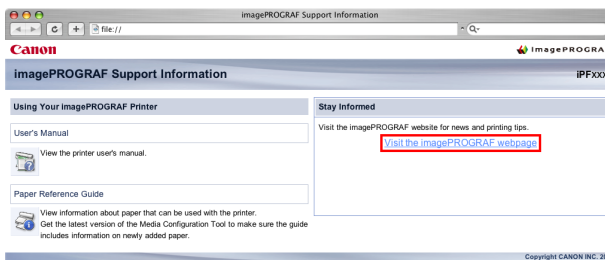 imagePROGRAF Support Information
file://
Canon
imagePROGRA
imagePROGRAF Support Information
iPFxxx
Using Your imagePROGRAF Printer
Stay Informed
User's Manual
Visit the imagePROGRAF website for news and printing tips.
Visit the imagePROGRAF webpage
View the printer user's manual.
Paper Reference Guide
View information about paper that can be used with the printer.
Get the latest version of the Media Configuration Tool to make sure the guide
includes information on newly added paper.
Copyright CANON INC. 2